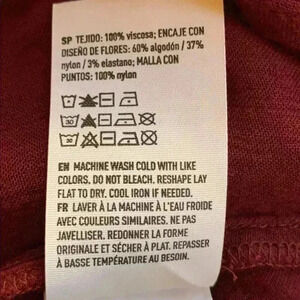 SP TEJIDO: 100% viscosa; ENCAJE CON
DISEÑO DE FLORES: 60% algodón / 37%
nylon / 3% elastano; MALLA CON
PUNTOS: 100% nylon
30
30
EN MACHINE WASH COLD WITH LIKE
COLORS. DO NOT BLEACH. RESHAPE LAY
FLAT TO DRY. COOL IRON IF NEEDED.
FR LAVER À LA MACHINE À L'EAU FROIDE
AVEC COULEURS SIMILAIRES. NE PAS
JAVELLISER. REDONNER LA FORME
ORIGINALE ET SÉCHER À PLAT. REPASSER
À BASSE TEMPÉRATURE AU BESOIN.